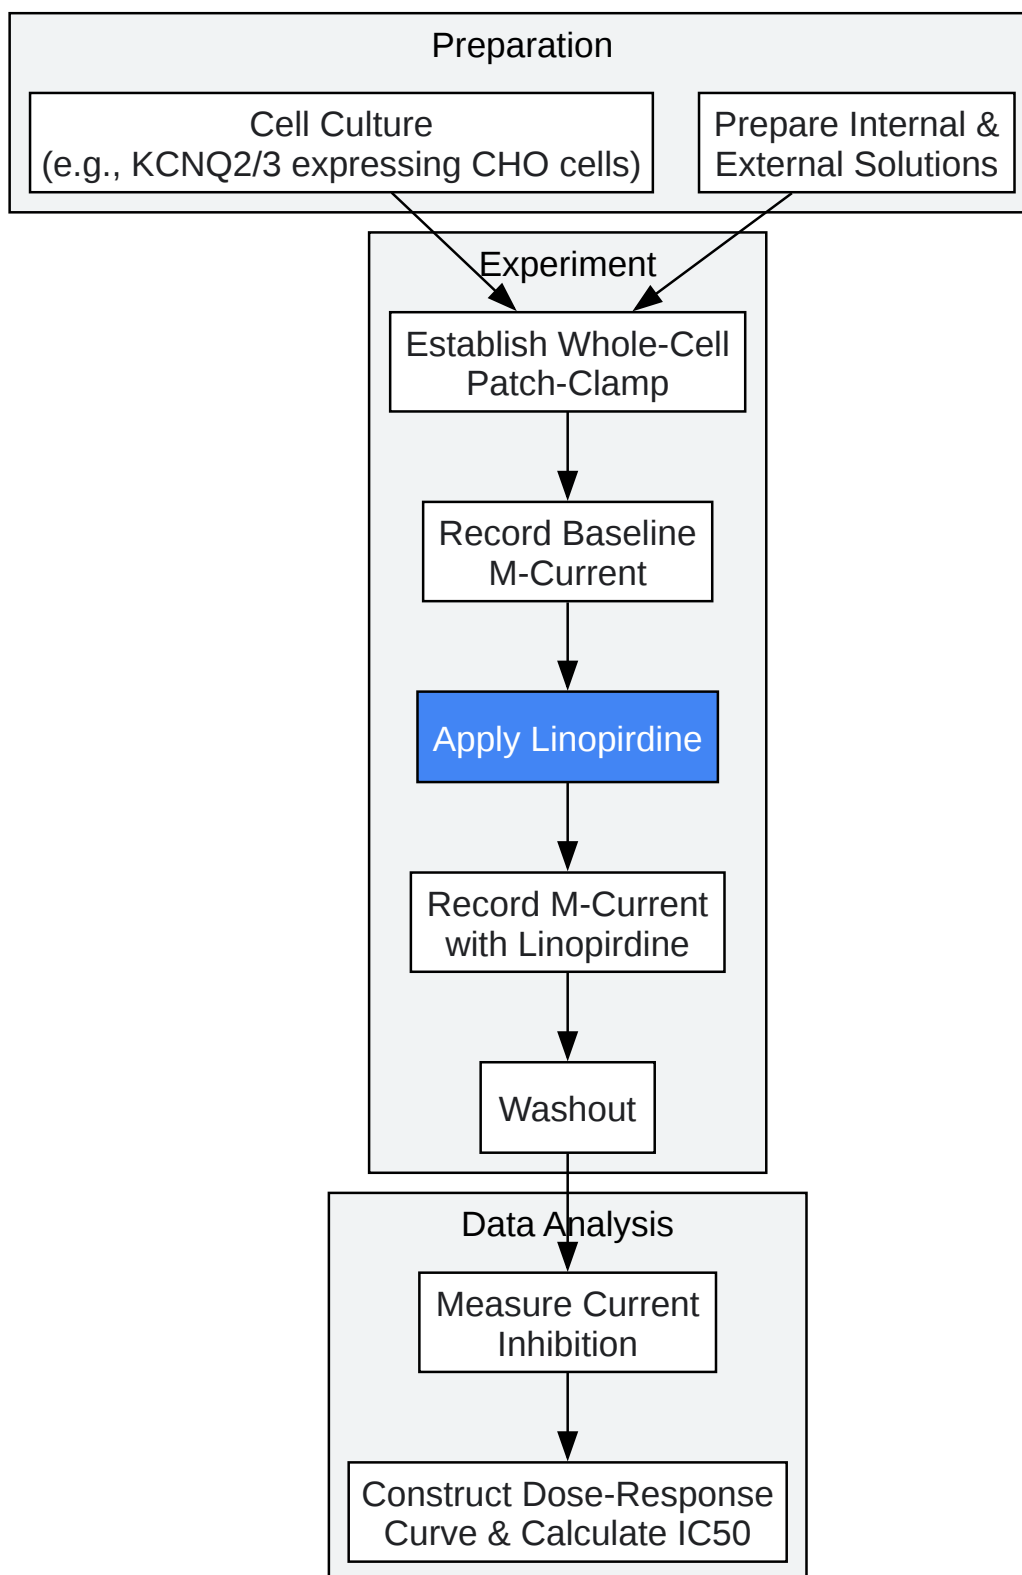 Preparation
Cell Culture
(e.g., KCNQ2/3 expressing CHO cells)
Prepare Internal &
External Solutions
Experiment
Establish Whole-Cell
Patch-Clamp
Record Baseline
M-Current
Apply Linopirdine
Record M-Current
with Linopirdine
Washout
Data Analysis
Measure Current
Inhibition
Construct Dose-Response
Curve & Calculate IC50